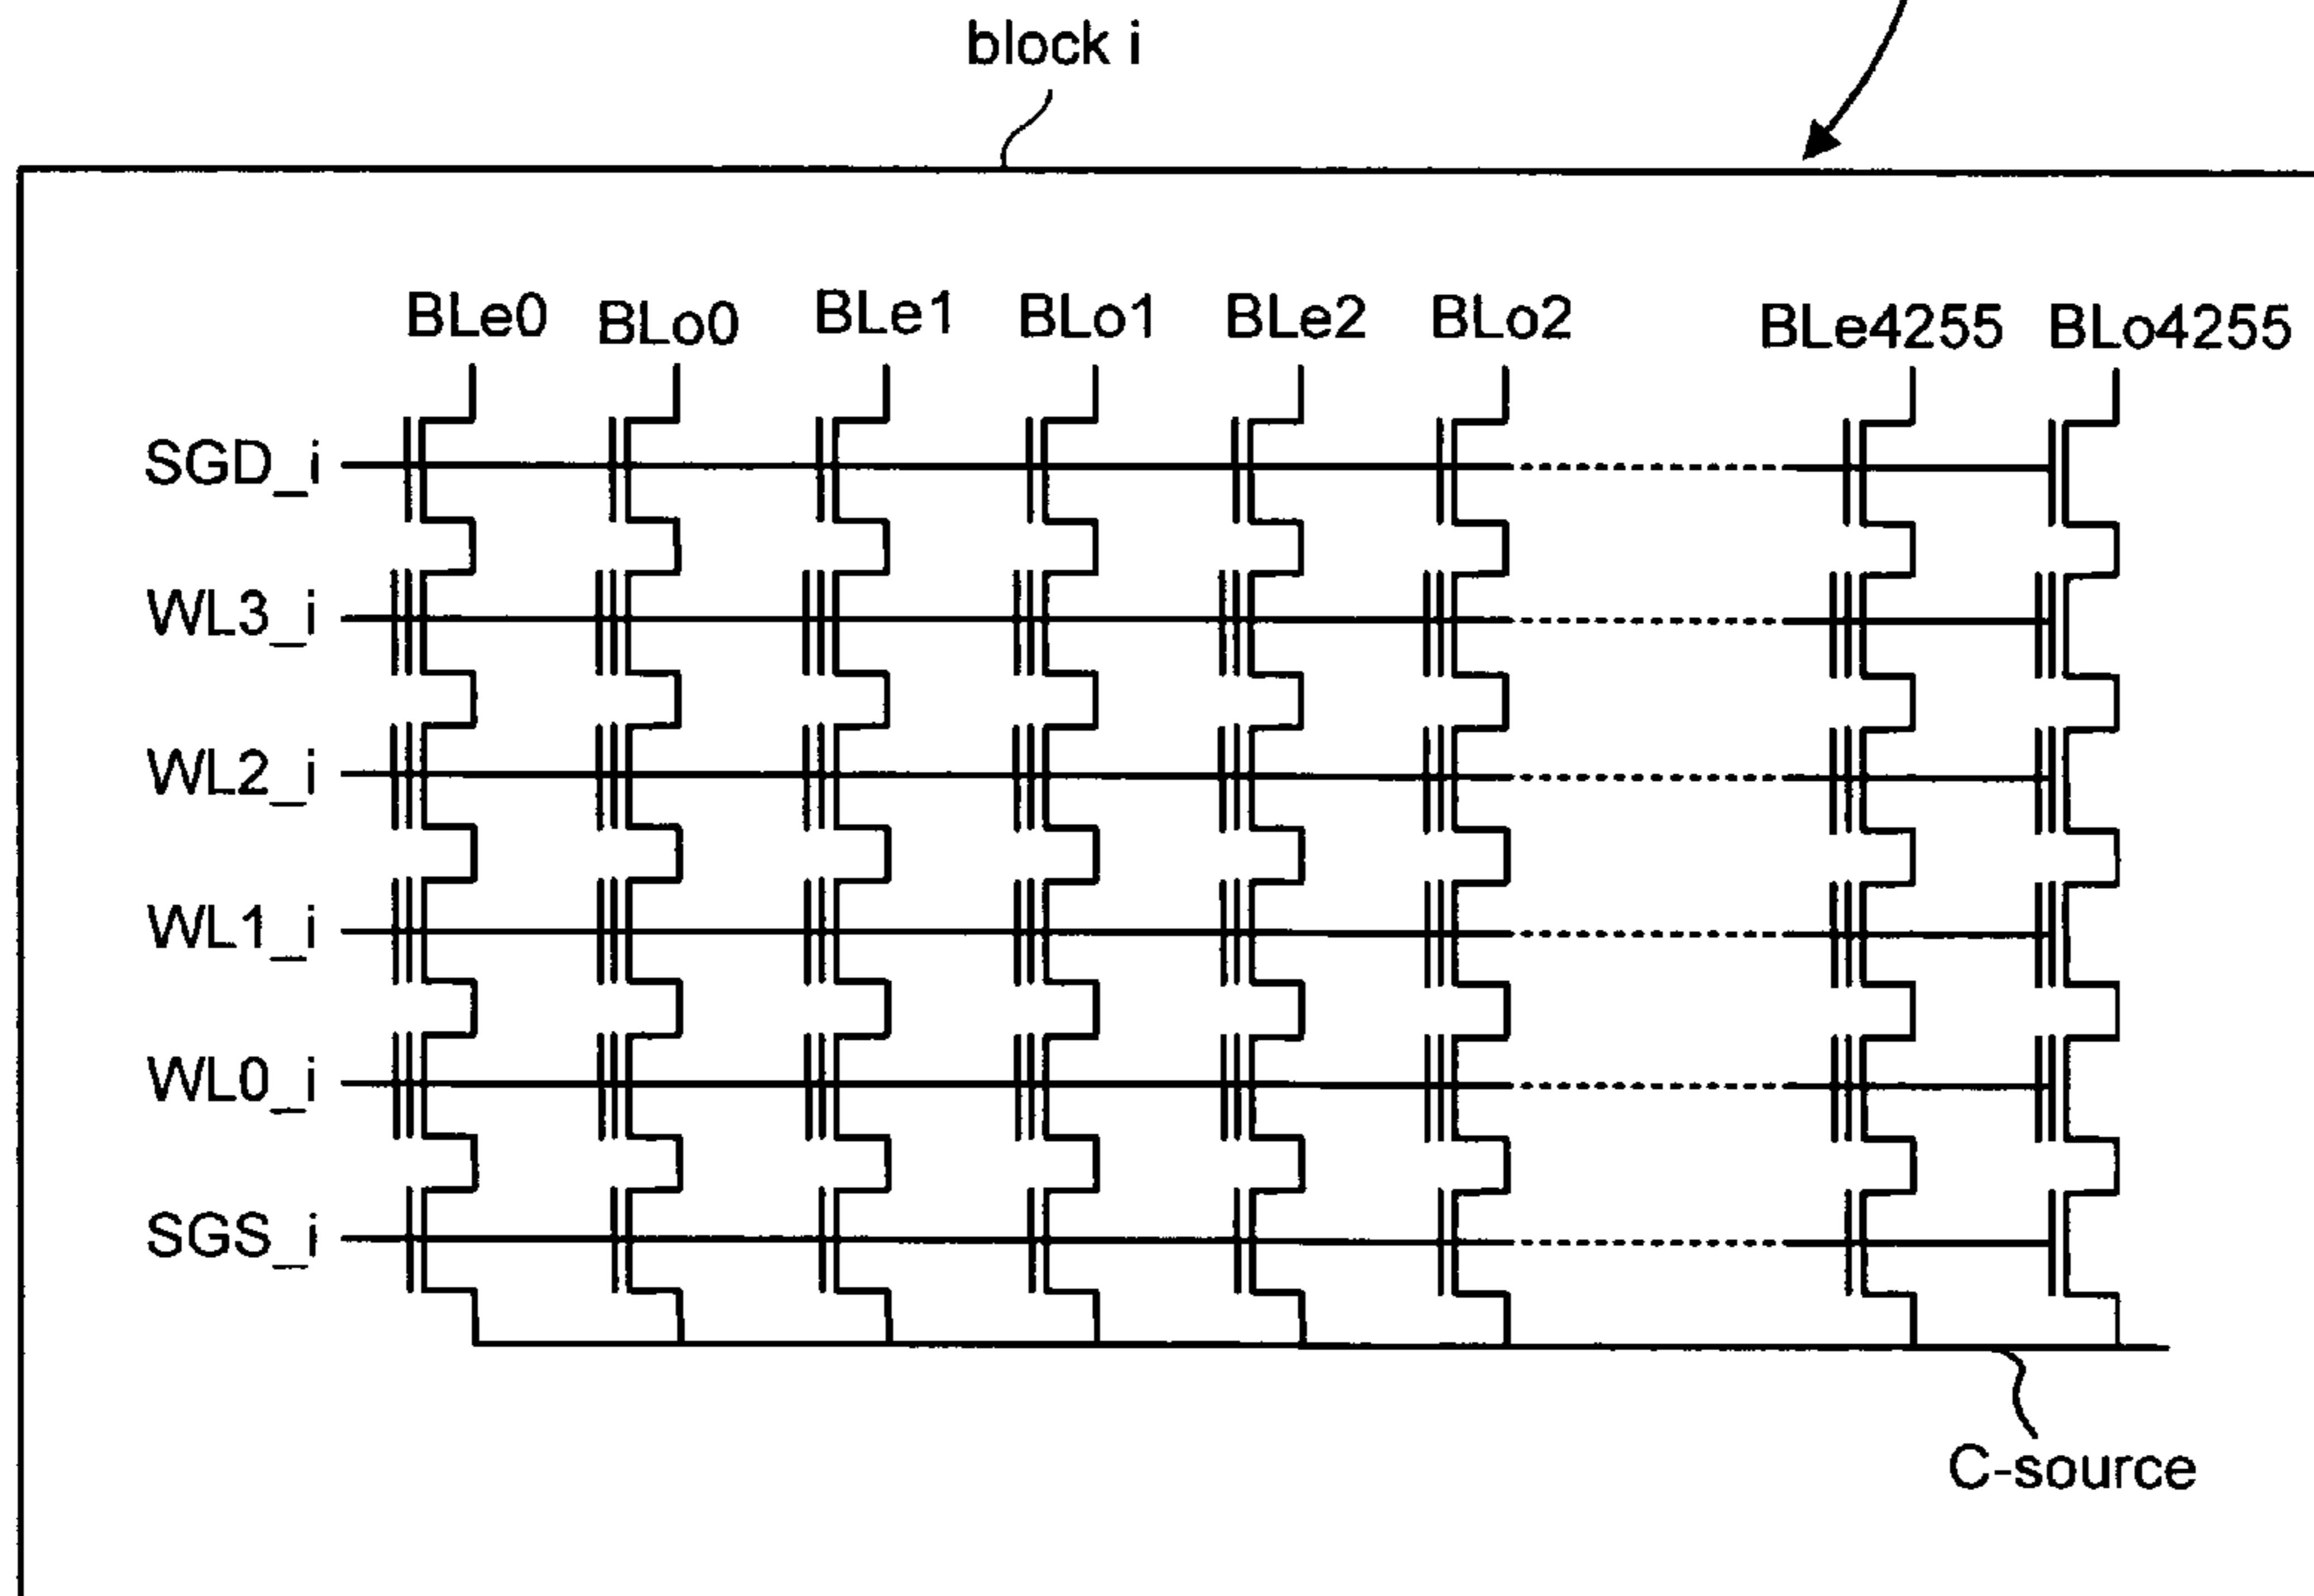 block i
BLe0 BLo0 BLe1 BLo1 BLe2 BLo2 BLe4255 BLo4255
SGD_i
WL3_i
WL2_i
WL1_i
WL0_i
SGS_i
C-source